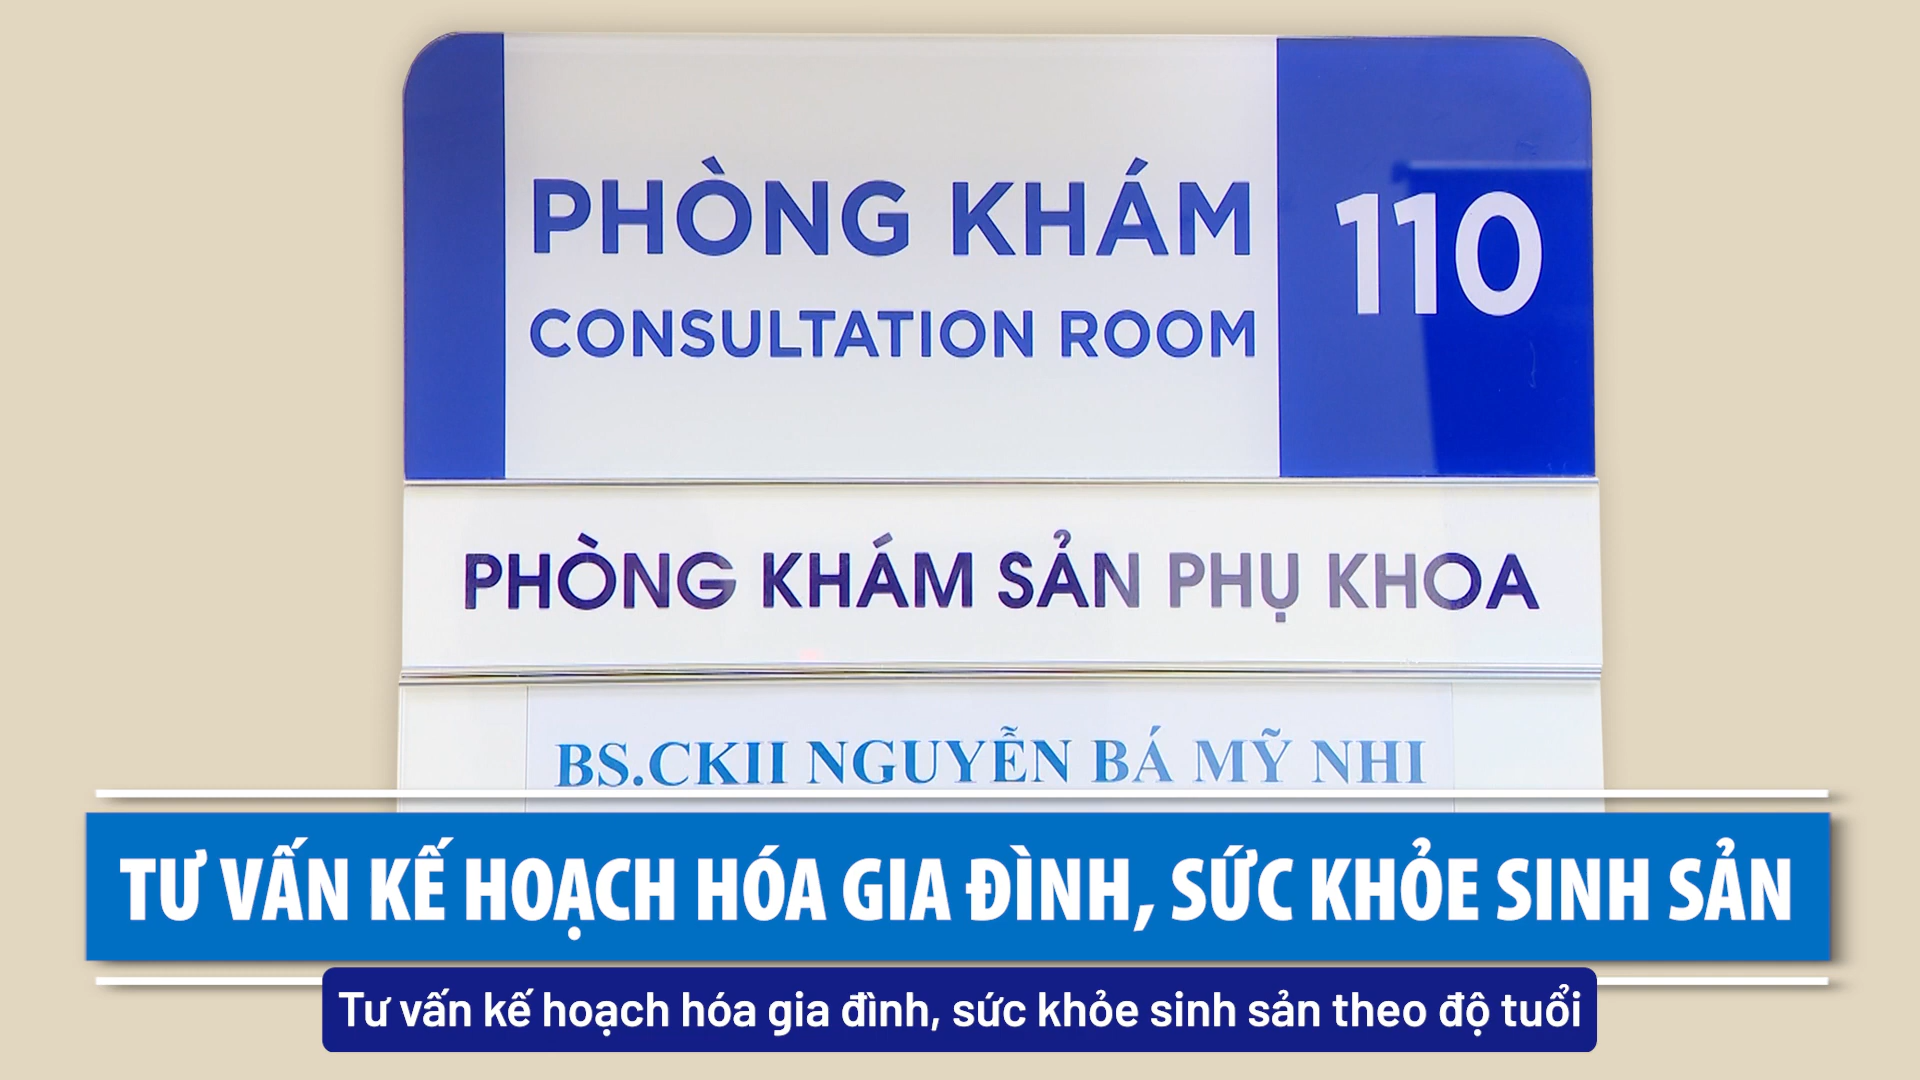 PHÒNG KHÁM
CONSULTATION ROOM
110
PHÒNG KHÁM SẢN PHỤ KHOA
BS.CKII NGUYỄN BÁ MỸ NHI
TƯ VẤN KẾ HOẠCH HÓA GIA ĐÌNH, SỨC KHỎE SINH SẢN
Tư vấn kế hoạch hóa gia đình, sức khỏe sinh sản theo độ tuổi